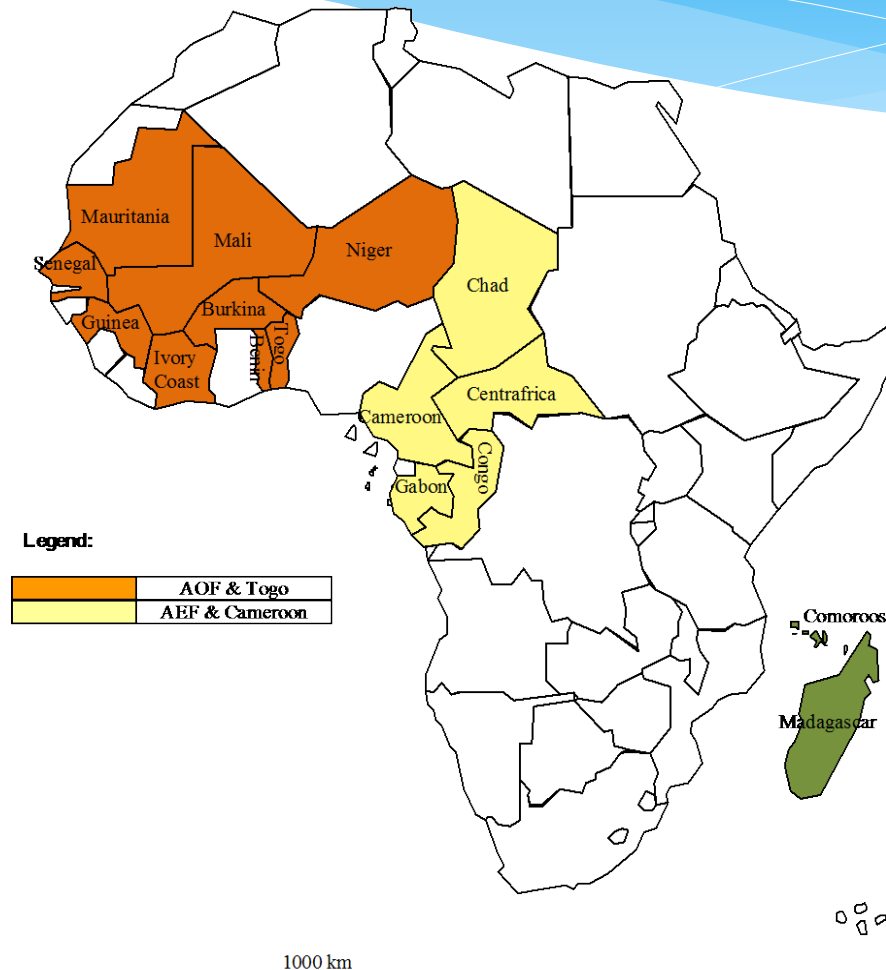 Mauritania
Mali
Niger
Senegal
Chad
Burkina
Guinea
Togo
Benin
Ivory
Coast
Centrafrica
Cameroon
Congo
Gabon
Legend:
AOF & Togo
AEF & Cameroon
Comoroos
Madagascar
1000 km